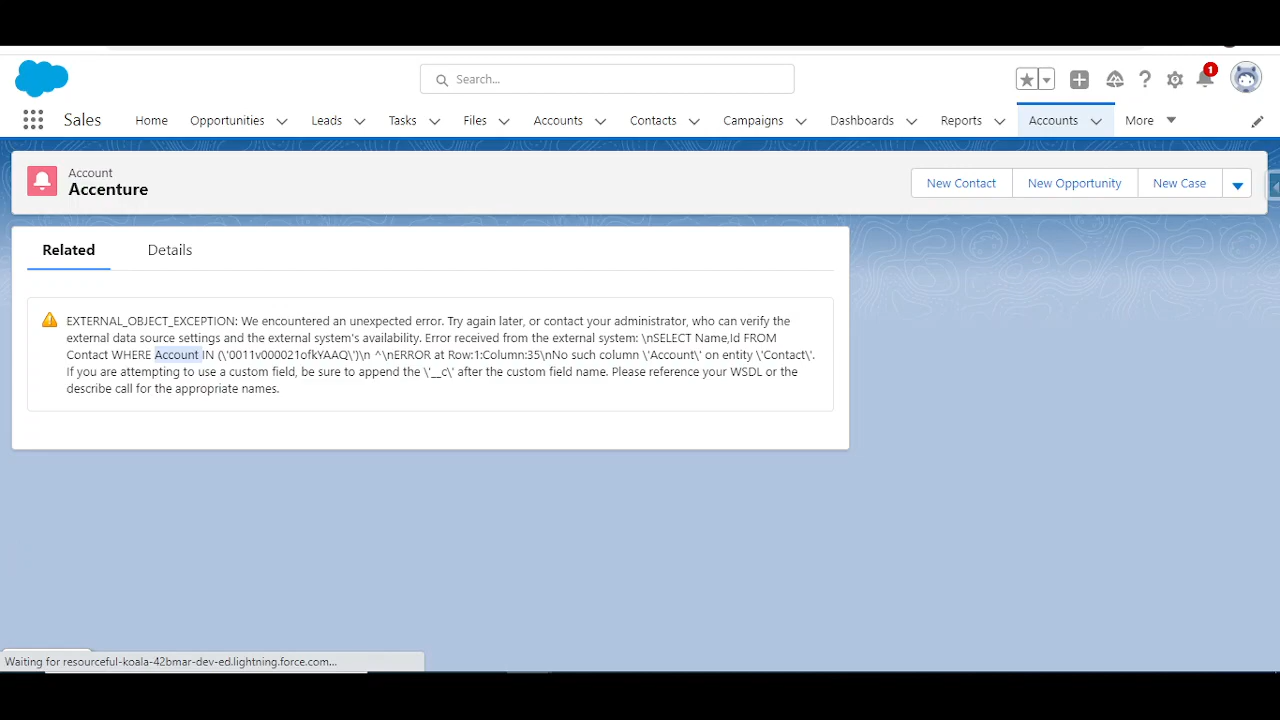 Search...
1
Sales Home Opportunities Leads Tasks Files Accounts Contacts Campaigns Dashboards Reports Accounts More
Account
Accenture
New Contact New Opportunity New Case
Related Details
EXTERNAL_OBJECT_EXCEPTION: We encountered an unexpected error. Try again later, or contact your administrator, who can verify the
external data source settings and the external system's availability. Error received from the external system: \nSELECT Name,Id FROM
Contact WHERE Account IN (\'0011v000021ofkYAAQ\')\n ^\nERROR at Row:1:Column:35\nNo such column \'Account\' on entity \'Contact\'.
If you are attempting to use a custom field, be sure to append the \'__c\' after the custom field name. Please reference your WSDL or the
describe call for the appropriate names.
Waiting for resourceful-koala-42bmar-dev-ed.lightning.force.com...